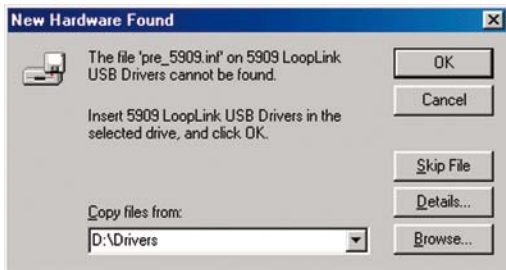 New Hardware Found
The file 'pre_5909.inf' on 5909 LoopLink
USB Drivers cannot be found.
Insert 5909 LoopLink USB Drivers in the
selected drive, and click OK.
Copy files from:
D:\Drivers
OK
Cancel
Skip File
Details...
Browse...